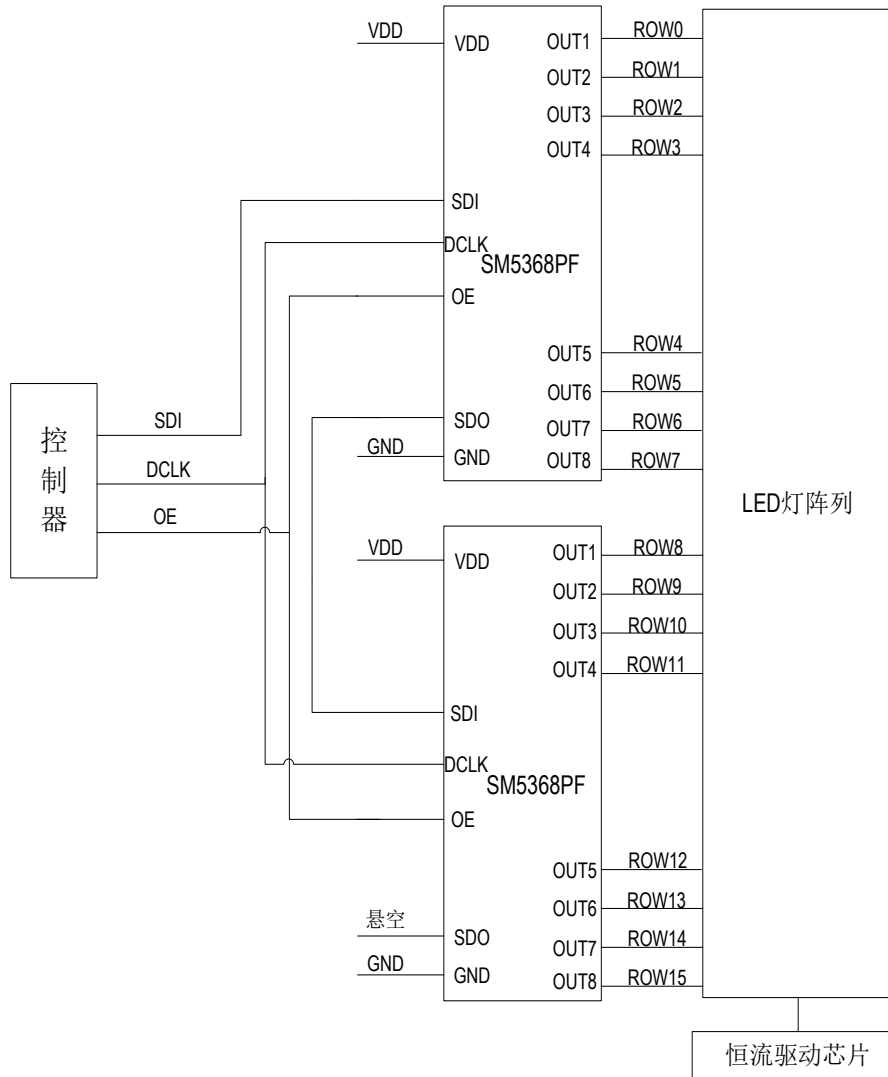 VDD
VDD
OUT1
ROW0
OUT2
ROW1
OUT3
ROW2
OUT4
ROW3
SDI
DCLK
SM5368PF
OE
OUT5
ROW4
OUT6
ROW5
SDO
OUT7
ROW6
GND
GND
OUT8
ROW7
控制器
SDI
DCLK
OE
LED灯阵列
VDD
VDD
OUT1
ROW8
OUT2
ROW9
OUT3
ROW10
OUT4
ROW11
SDI
DCLK
SM5368PF
OE
OUT5
ROW12
OUT6
ROW13
悬空
SDO
OUT7
ROW14
GND
GND
OUT8
ROW15
恒流驱动芯片